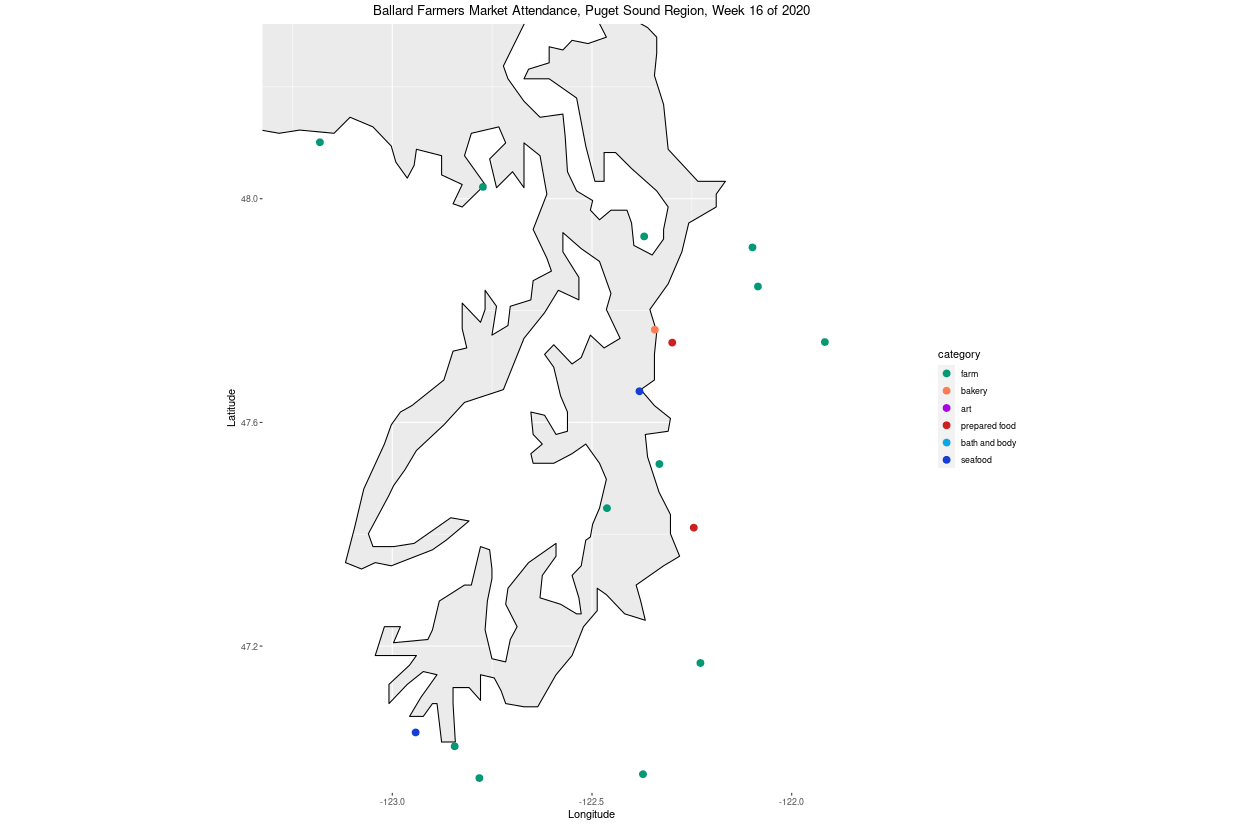 Ballard Farmers Market Attendance, Puget Sound Region, Week 16 of 2020
48.0
47.6
47.2
Latitude
-123.0
-122.5
-122.0
Longitude
category
farm
bakery
art
prepared food
bath and body
seafood